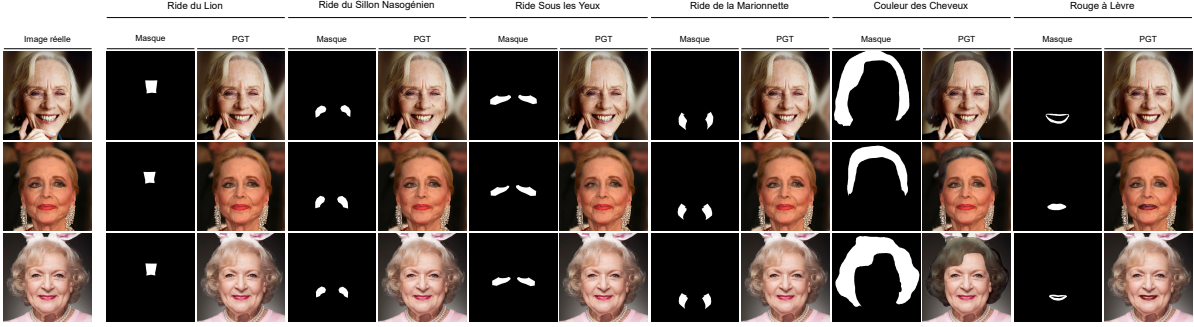 Ride du Lion Ride du Sillon Nasogénien Ride Sous les Yeux Ride de la Marionnette Couleur des Cheveux Rouge à Lèvre
Image réelle Masque PGT Masque PGT Masque PGT Masque PGT Masque PGT Masque PGT